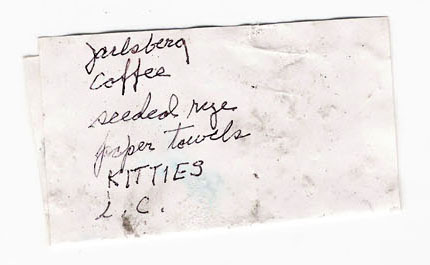 Jarlsberg
coffee
seeded rye
paper towels
KITTIES
L.C.